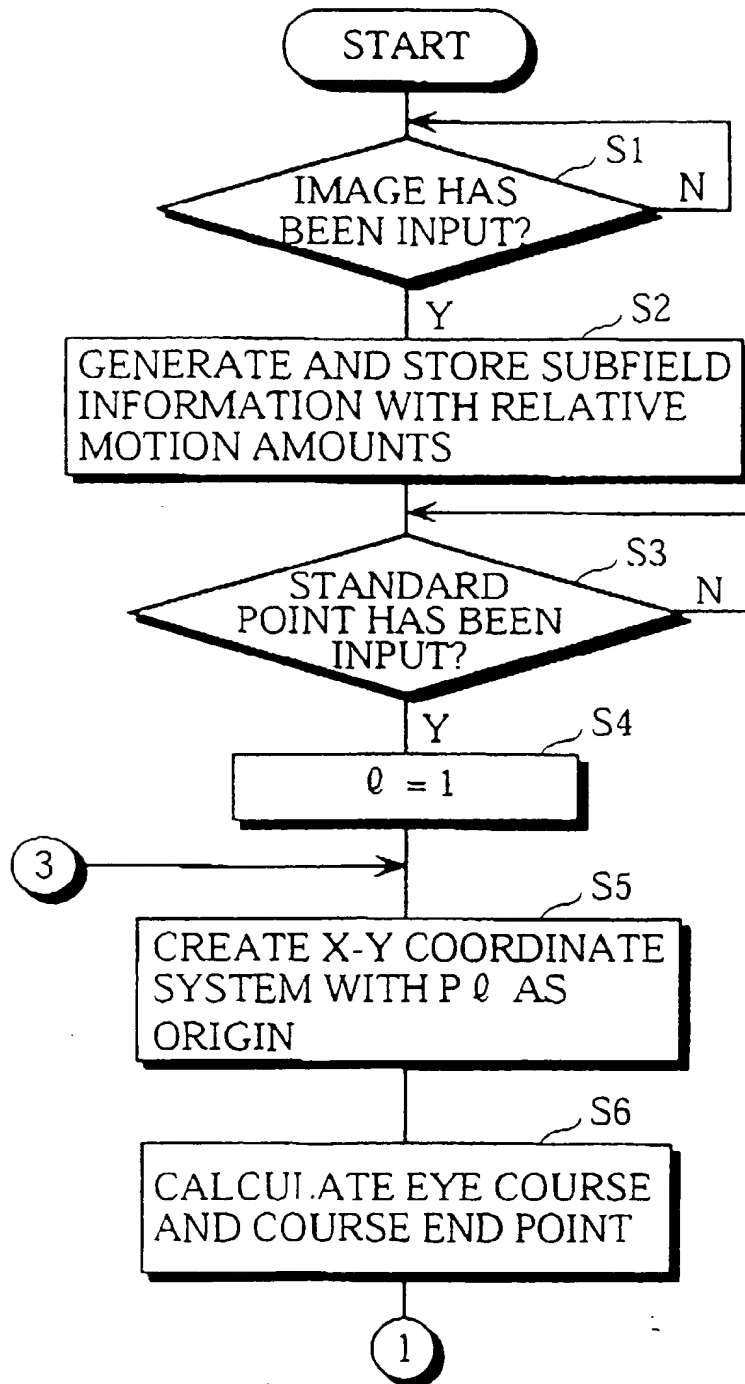 START
S1
IMAGE HAS
BEEN INPUT?
N
Y
S2
GENERATE AND STORE SUBFIELD
INFORMATION WITH RELATIVE
MOTION AMOUNTS
S3
STANDARD
POINT HAS BEEN
INPUT?
N
Y
S4
ℓ = 1
3
S5
CREATE X-Y COORDINATE
SYSTEM WITH P ℓ AS
ORIGIN
S6
CALCULATE EYE COURSE
AND COURSE END POINT
1